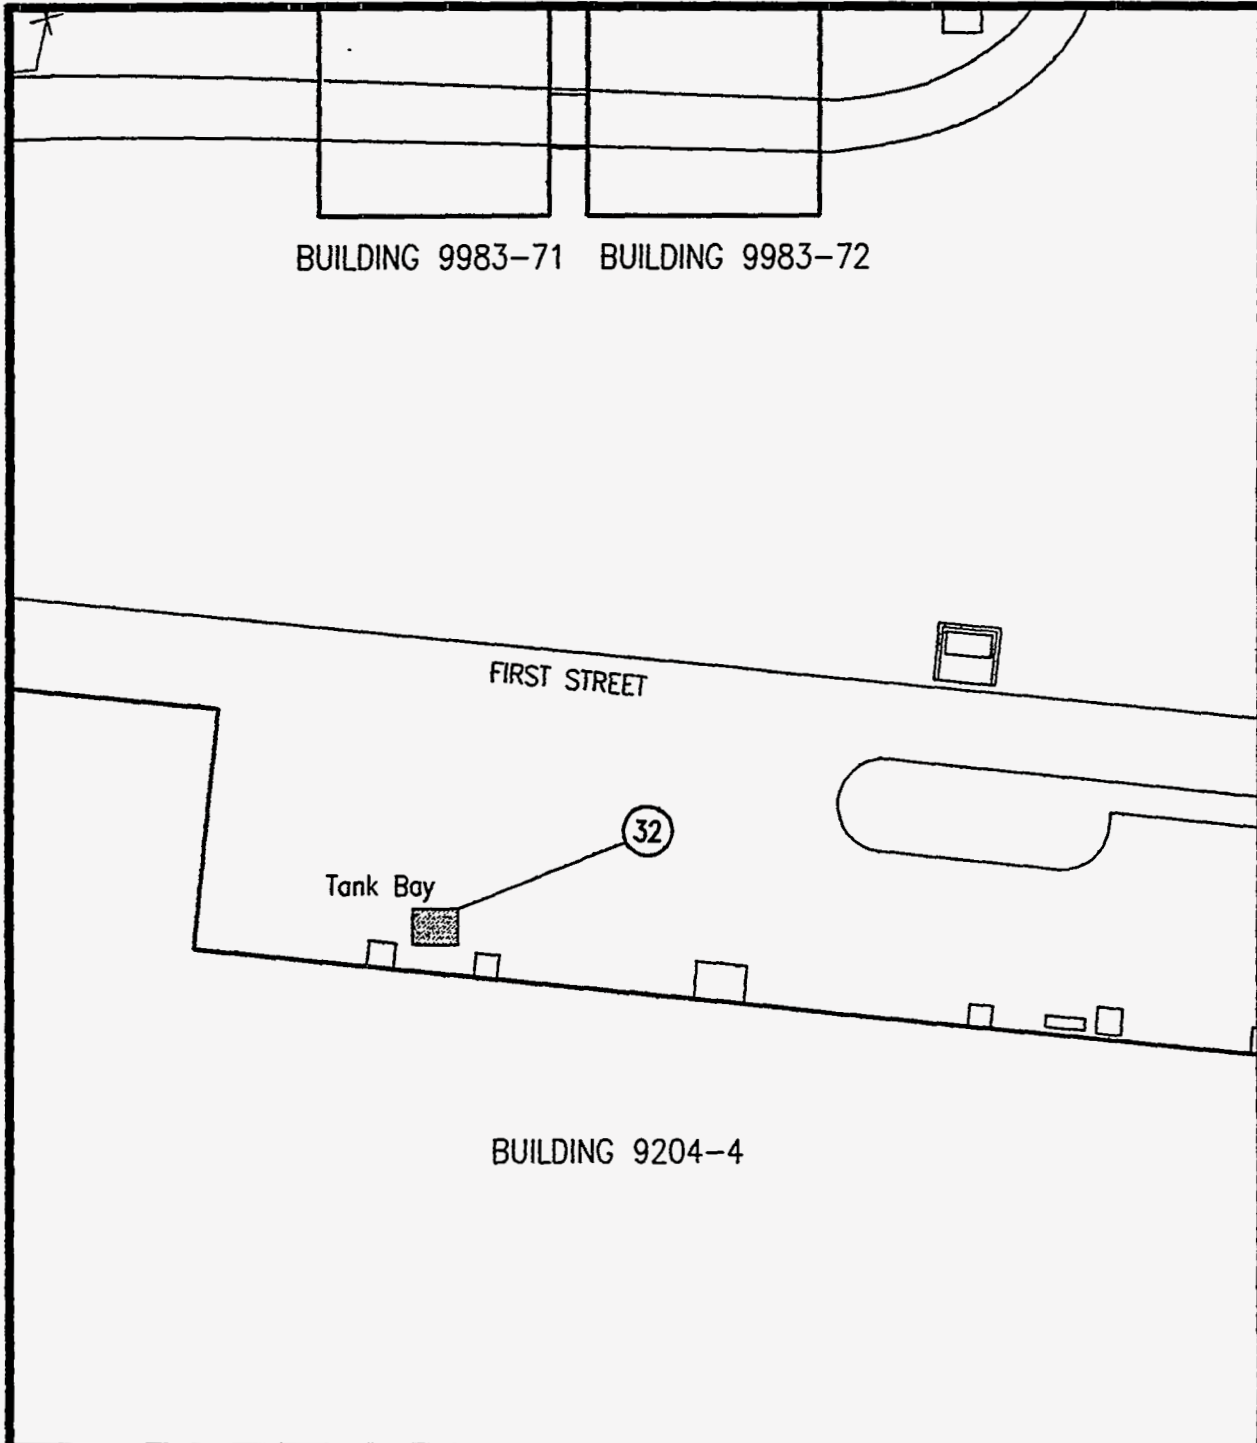 BUILDING 9983-71 BUILDING 9983-72
FIRST STREET
32
Tank Bay
BUILDING 9204-4